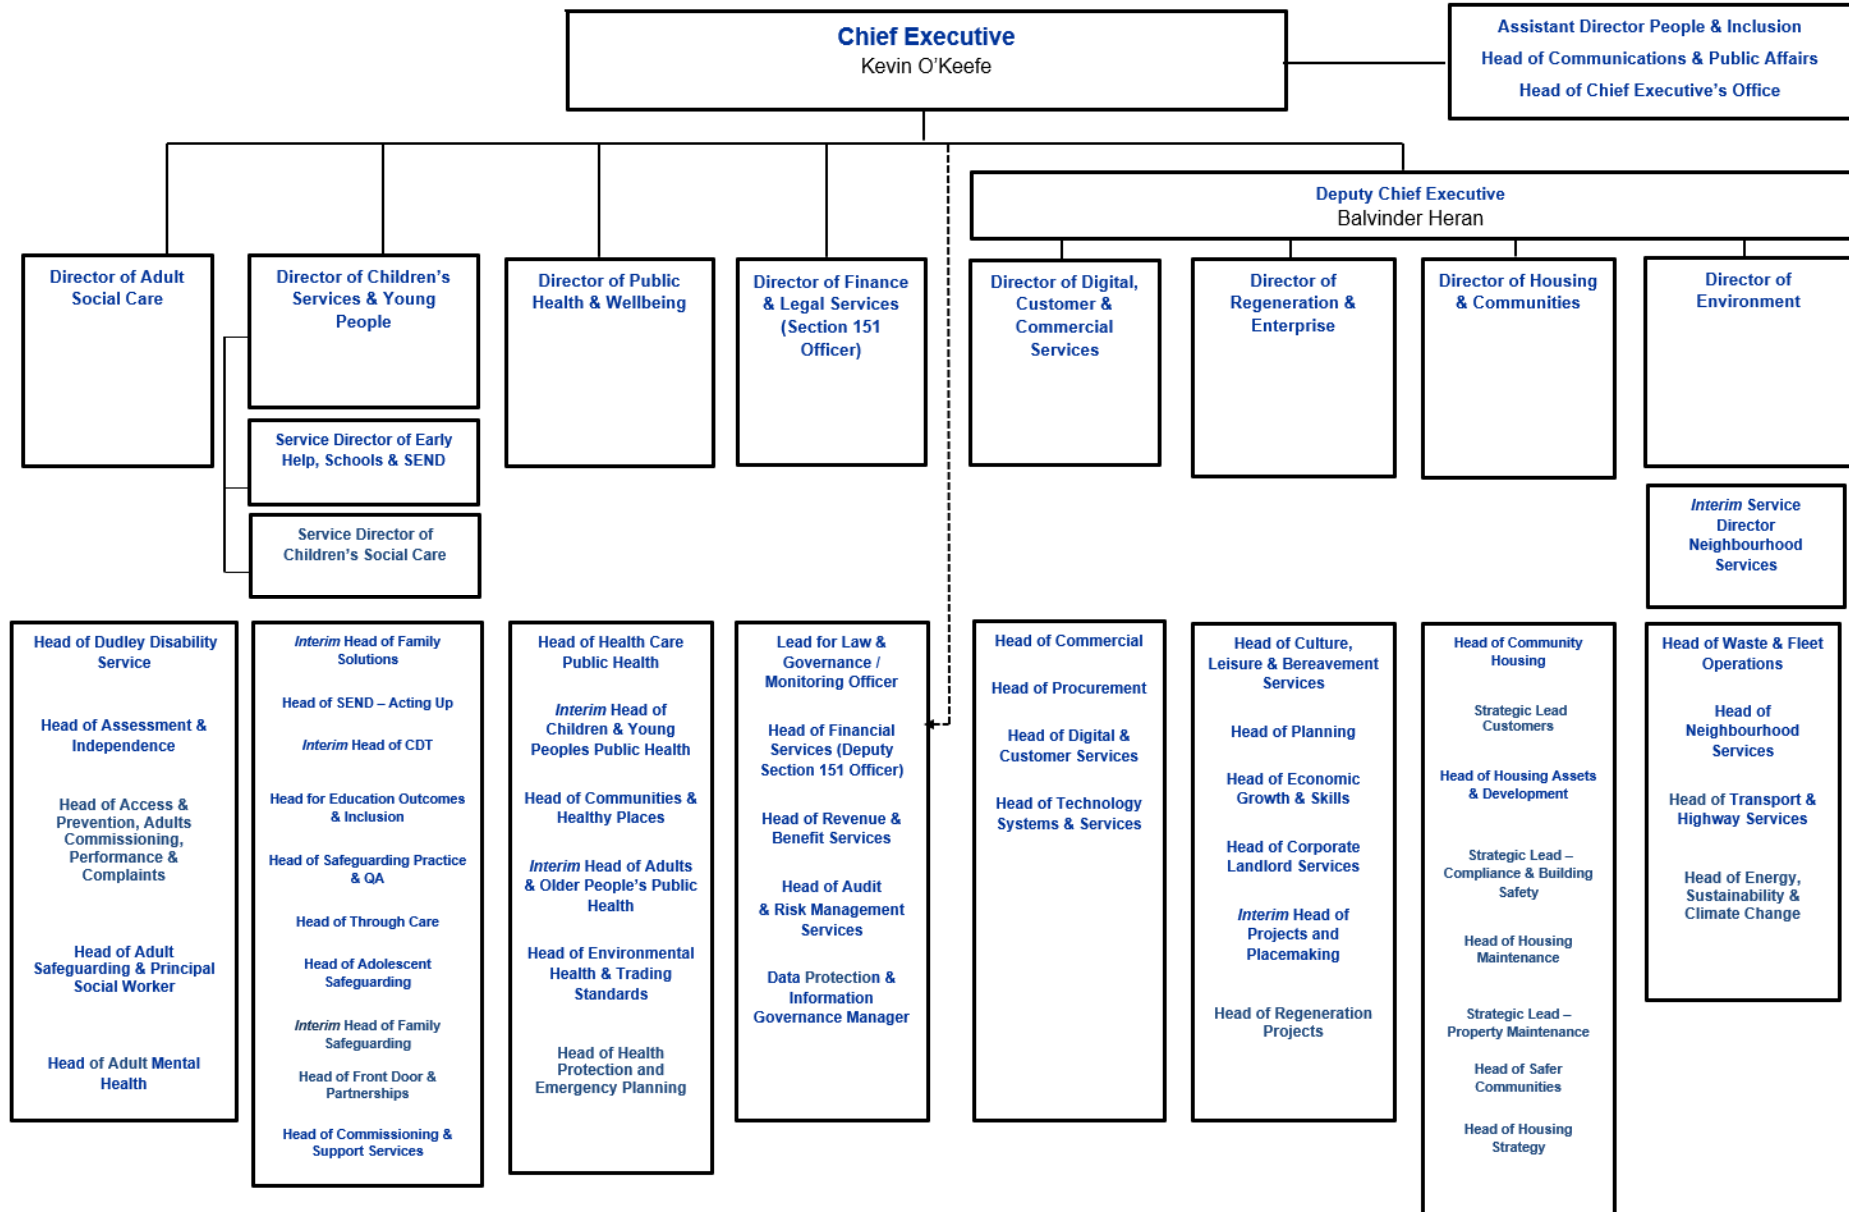 Chief Executive
Kevin O'Keefe
Assistant Director People & Inclusion
Head of Communications & Public Affairs
Head of Chief Executive's Office
Deputy Chief Executive
Balvinder Heran
Director of Adult
Social Care
Director of Children's
Services & Young
People
Service Director of Early
Help, Schools & SEND
Service Director of
Children's Social Care
Director of Public
Health & Wellbeing
Director of Finance
& Legal Services
(Section 151
Officer)
Director of Digital,
Customer &
Commercial
Services
Director of
Regeneration &
Enterprise
Director of Housing
& Communities
Director of
Environment
Interim Service
Director
Neighbourhood
Services
Head of Dudley Disability
Service
Head of Assessment &
Independence
Head of Access &
Prevention, Adults
Commissioning,
Performance &
Complaints
Head of Adult
Safeguarding & Principal
Social Worker
Head of Adult Mental
Health
Interim Head of Family
Solutions
Head of SEND – Acting Up
Interim Head of CDT
Head for Education Outcomes
& Inclusion
Head of Safeguarding Practice
& QA
Head of Through Care
Head of Adolescent
Safeguarding
Interim Head of Family
Safeguarding
Head of Front Door &
Partnerships
Head of Commissioning &
Support Services
Head of Health Care
Public Health
Interim Head of
Children & Young
Peoples Public Health
Head of Communities &
Healthy Places
Interim Head of Adults
& Older People's Public
Health
Head of Environmental
Health & Trading
Standards
Head of Health
Protection and
Emergency Planning
Lead for Law &
Governance /
Monitoring Officer
Head of Financial
Services (Deputy
Section 151 Officer)
Head of Revenue &
Benefit Services
Head of Audit
& Risk Management
Services
Data Protection &
Information
Governance Manager
Head of Commercial
Head of Procurement
Head of Digital &
Customer Services
Head of Technology
Systems & Services
Head of Culture,
Leisure & Bereavement
Services
Head of Planning
Head of Economic
Growth & Skills
Head of Corporate
Landlord Services
Interim Head of
Projects and
Placemaking
Head of Regeneration
Projects
Head of Community
Housing
Strategic Lead
Customers
Head of Housing Assets
& Development
Strategic Lead –
Compliance & Building
Safety
Head of Housing
Maintenance
Strategic Lead –
Property Maintenance
Head of Safer
Communities
Head of Housing
Strategy
Head of Waste & Fleet
Operations
Head of
Neighbourhood
Services
Head of Transport &
Highway Services
Head of Energy,
Sustainability &
Climate Change